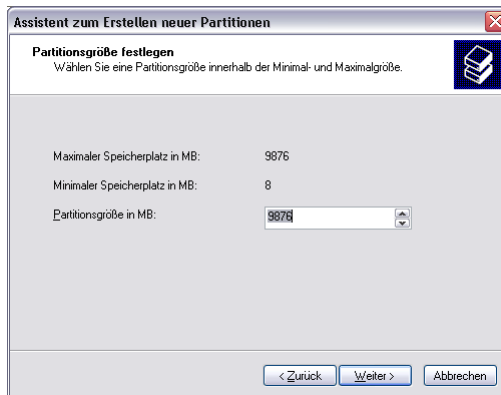 Assistent zum Erstellen neuer Partitionen
Partitionsgröße festlegen
Wählen Sie eine Partitionsgröße innerhalb der Minimal- und Maximalgröße.
Maximaler Speicherplatz in MB: 9876
Minimaler Speicherplatz in MB: 8
Partitionsgröße in MB: 9876
< Zurück Weiter > Abbrechen